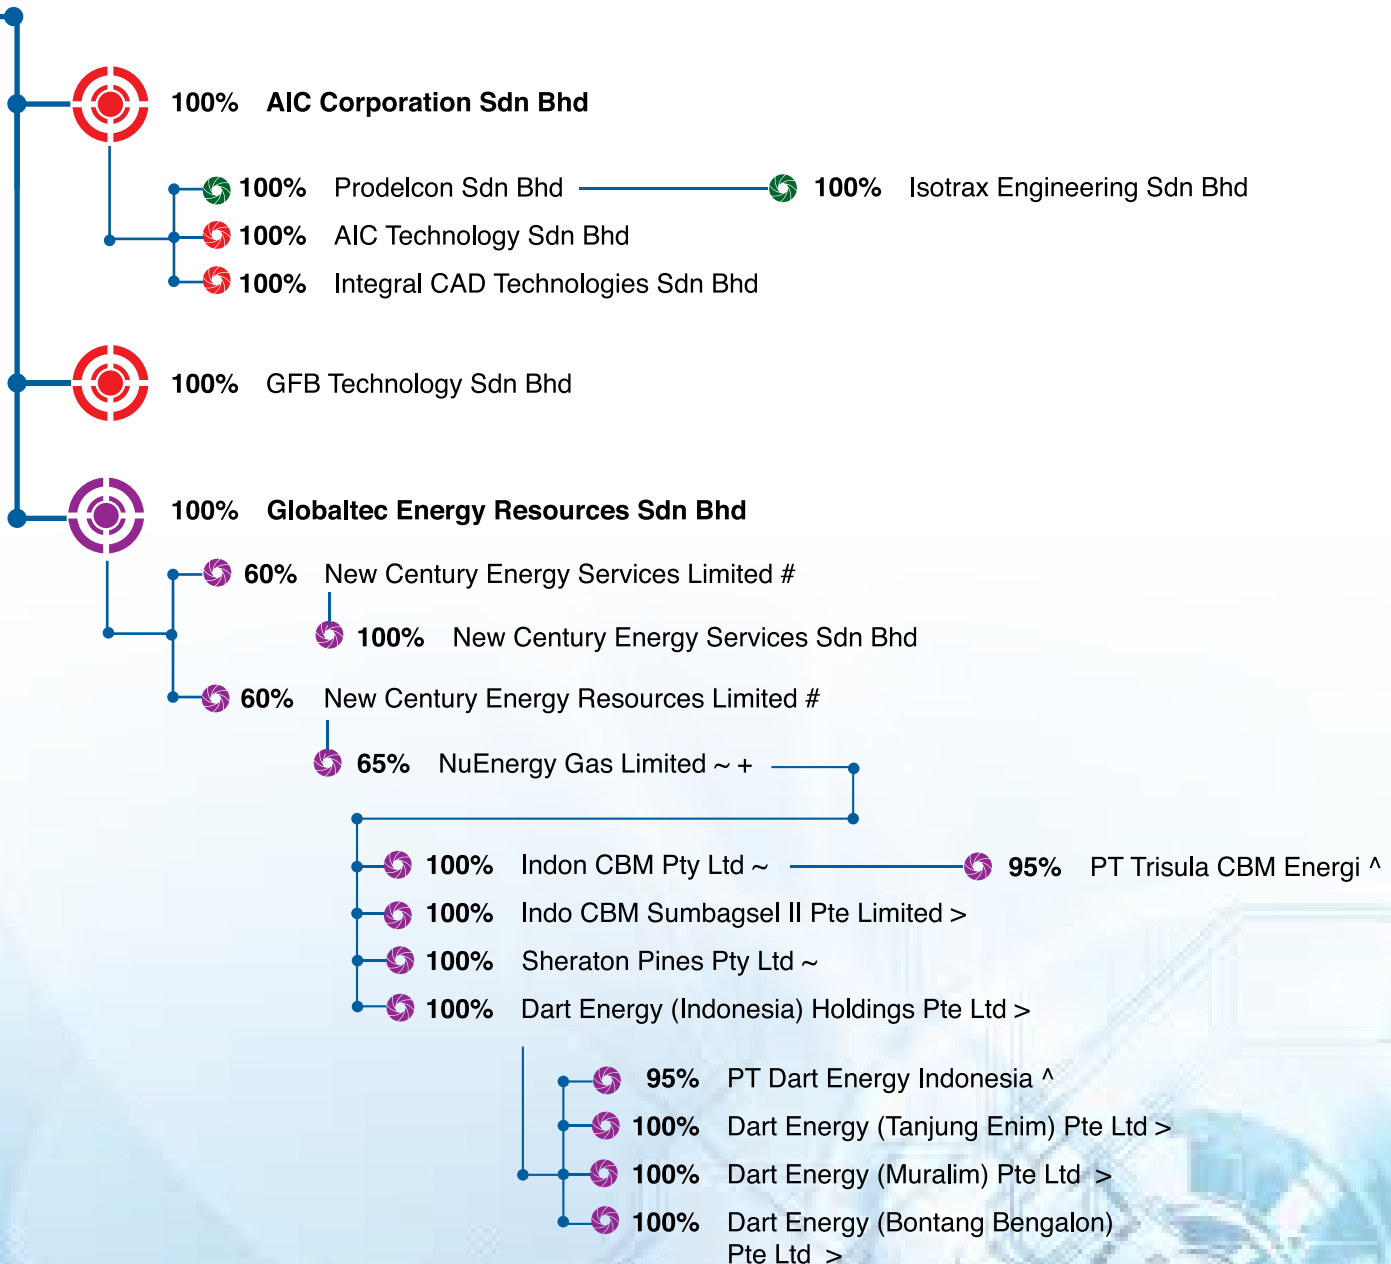 100% AIC Corporation Sdn Bhd
100% Prodelcon Sdn Bhd 100% Isotrax Engineering Sdn Bhd
100% AIC Technology Sdn Bhd
100% Integral CAD Technologies Sdn Bhd
100% GFB Technology Sdn Bhd
100% Globaltec Energy Resources Sdn Bhd
60% New Century Energy Services Limited #
100% New Century Energy Services Sdn Bhd
60% New Century Energy Resources Limited #
65% NuEnergy Gas Limited ~ +
100% Indon CBM Pty Ltd ~ 95% PT Trisula CBM Energi ^
100% Indo CBM Sumbagsel II Pte Limited >
100% Sheraton Pines Pty Ltd ~
100% Dart Energy (Indonesia) Holdings Pte Ltd >
95% PT Dart Energy Indonesia ^
100% Dart Energy (Tanjung Enim) Pte Ltd >
100% Dart Energy (Muralim) Pte Ltd >
100% Dart Energy (Bontang Bengalon)
Pte Ltd >